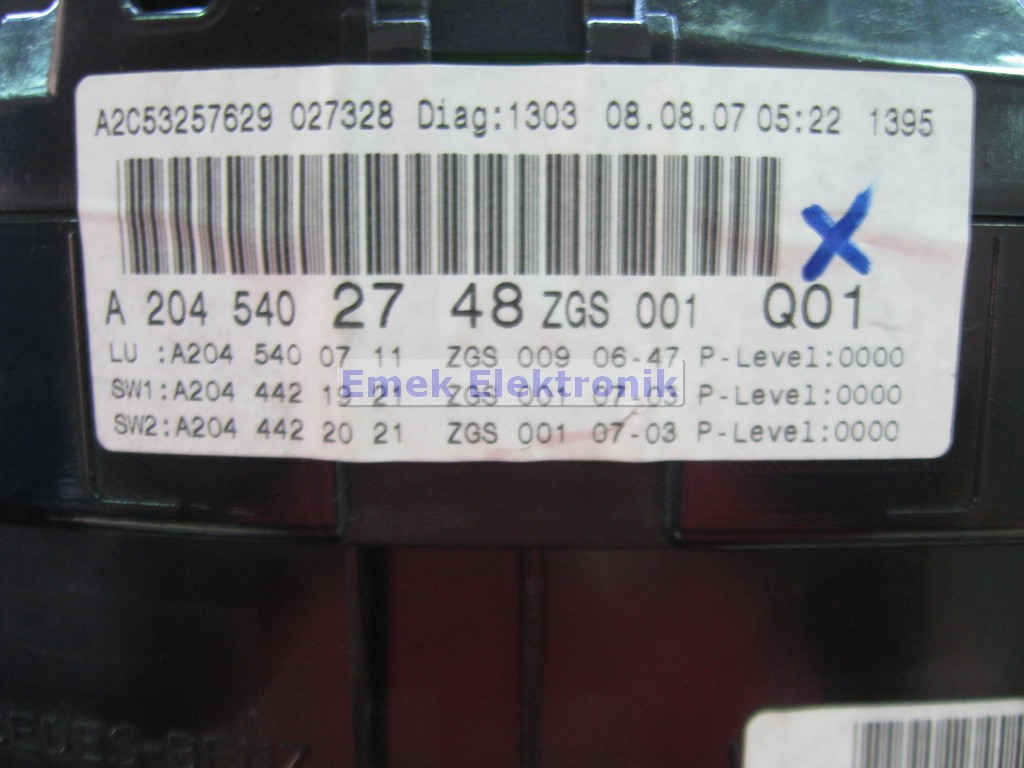 A2C53257629 027328 Diag:1303 08.08.07 05:22 1395
A 204 540 27 48 ZGS 001 Q01
LU :A204 540 07 11 ZGS 009 06-47 P-Level:0000
SW1:A204 442 19 21 ZGS 001 07-03 P-Level:0000
Emek Elektronik
SW2:A204 442 20 21 ZGS 001 07-03 P-Level:0000